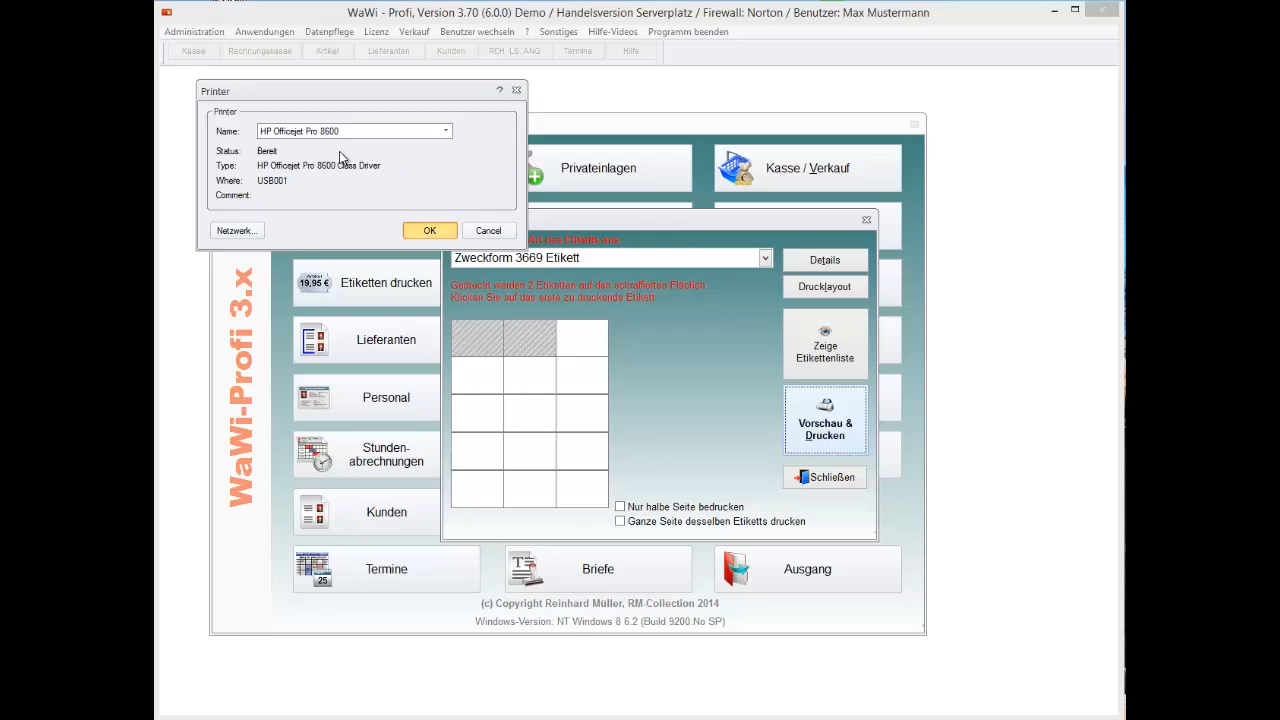 WaWi - Profi, Version 3.70 (6.0.0) Demo / Handelsversion Serverplatz / Firewall: Norton / Benutzer: Max Mustermann
Administration Anwendungen Datenpflege Lizenz Verkauf Benutzer wechseln ? Sonstiges Hilfe-Videos Programm beenden
Kasse Rechnungskasse Artikel Lieferanten Kunden RCH, LS, ANG Termine Hilfe
Printer
Printer
Name: HP Officejet Pro 8600
Status: Bereit
Type: HP Officejet Pro 8600 Class Driver
Where: USB001
Comment:
Netzwerk... OK Cancel
Privateinlagen
Kasse / Verkauf
Art des Etiketts aus:
Zweckform 3669 Etikett
Gedruckt werden 2 Etiketten auf den schraffierten Flächen.
Klicken Sie auf das erste zu druckende Etikett.
Details
Drucklayout
Zeige
Etikettenliste
Vorschau &
Drucken
Schließen
Nur halbe Seite bedrucken
Ganze Seite desselben Etiketts drucken
WaWi-Profi 3.x
Artikel
19,95 €
Etiketten drucken
Lieferanten
Personal
Stunden-
abrechnungen
Kunden
25
Termine
Briefe
Ausgang
(c) Copyright Reinhard Müller, RM-Collection 2014
Windows-Version: NT Windows 8 6.2 (Build 9200:No SP)